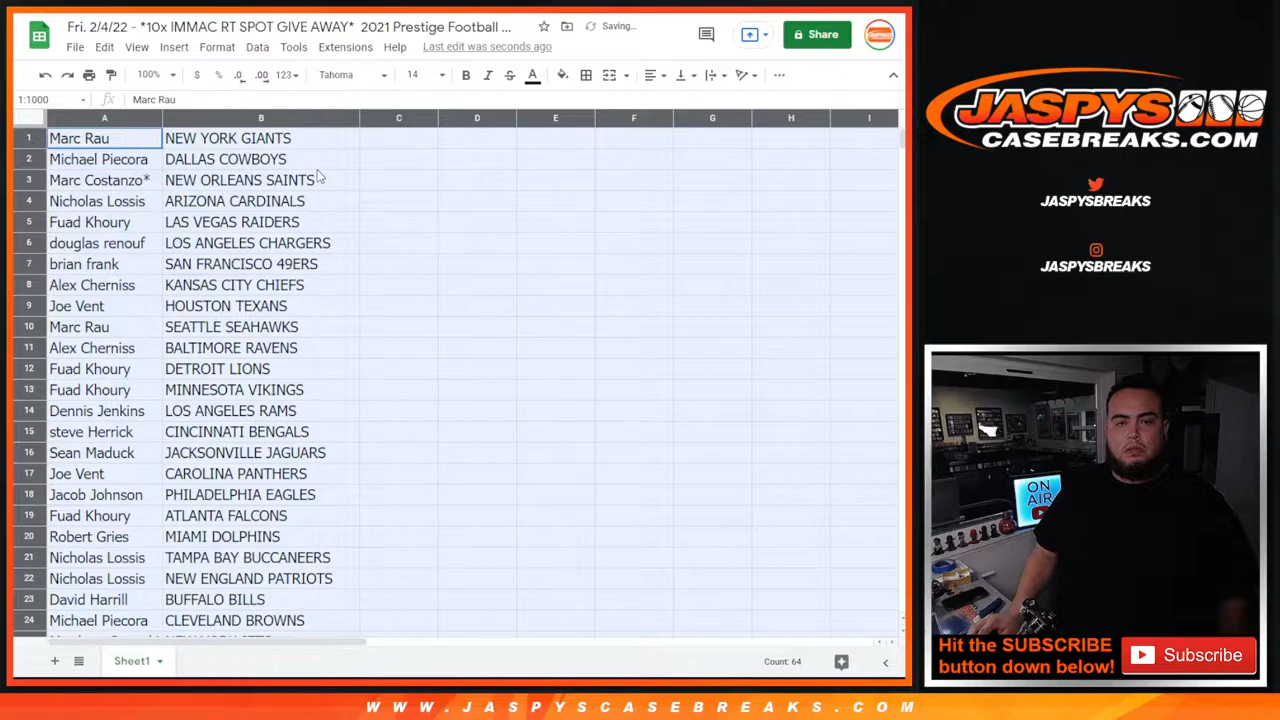 Fri. 2/4/22 - *10x IMMAC RT SPOT GIVE AWAY* 2021 Prestige Football ...
Saving...
File Edit View Insert Format Data Tools Extensions Help Last edit was seconds ago
Share
100% $ % .0 .00 123 Tahoma 14 B I S A
1:1000 fx Marc Rau
A B C D E F G H I
1 Marc Rau NEW YORK GIANTS
2 Michael Piecora DALLAS COWBOYS
3 Marc Costanzo* NEW ORLEANS SAINTS
4 Nicholas Lossis ARIZONA CARDINALS
5 Fuad Khoury LAS VEGAS RAIDERS
6 douglas renouf LOS ANGELES CHARGERS
7 brian frank SAN FRANCISCO 49ERS
8 Alex Cherniss KANSAS CITY CHIEFS
9 Joe Vent HOUSTON TEXANS
10 Marc Rau SEATTLE SEAHAWKS
11 Alex Cherniss BALTIMORE RAVENS
12 Fuad Khoury DETROIT LIONS
13 Fuad Khoury MINNESOTA VIKINGS
14 Dennis Jenkins LOS ANGELES RAMS
15 steve Herrick CINCINNATI BENGALS
16 Sean Maduck JACKSONVILLE JAGUARS
17 Joe Vent CAROLINA PANTHERS
18 Jacob Johnson PHILADELPHIA EAGLES
19 Fuad Khoury ATLANTA FALCONS
20 Robert Gries MIAMI DOLPHINS
21 Nicholas Lossis TAMPA BAY BUCCANEERS
22 Nicholas Lossis NEW ENGLAND PATRIOTS
23 David Harrill BUFFALO BILLS
24 Michael Piecora CLEVELAND BROWNS
Sheet1
Count: 64
JASPYS
CASEBREAKS.COM
JASPYSBREAKS
JASPYSBREAKS
ON
AIR
Hit the SUBSCRIBE
button down below!
Subscribe
WWW.JASPYSCASEBREAKS.COM